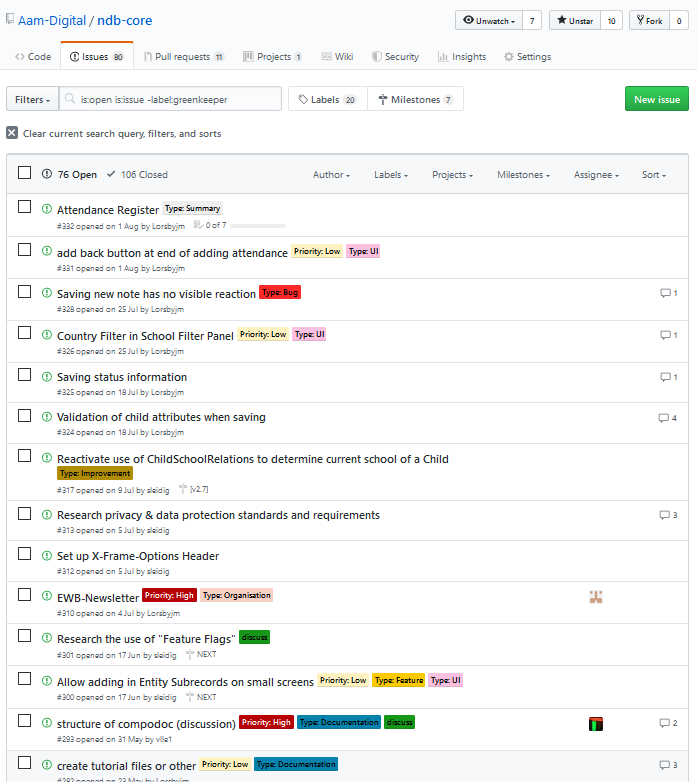 Aam-Digital / ndb-core
Unwatch 7 Unstar 10 Fork 0
Code Issues 80 Pull requests 11 Projects 1 Wiki Security Insights Settings
Filters is:open is:issue -label:greenkeeper Labels 20 Milestones 7 New issue
Clear current search query, filters, and sorts
76 Open 106 Closed Author Labels Projects Milestones Assignee Sort
Attendance Register Type: Summary
#332 opened on 1 Aug by Lorsbyjm 0 of 7
add back button at end of adding attendance Priority: Low Type: UI
#331 opened on 1 Aug by Lorsbyjm
Saving new note has no visible reaction Type: Bug 1
#328 opened on 25 Jul by Lorsbyjm
Country Filter in School Filter Panel Priority: Low Type: UI 1
#326 opened on 25 Jul by Lorsbyjm
Saving status information 1
#325 opened on 18 Jul by Lorsbyjm
Validation of child attributes when saving 4
#324 opened on 18 Jul by Lorsbyjm
Reactivate use of ChildSchoolRelations to determine current school of a Child
Type: Improvement
#317 opened on 9 Jul by sleidig [v2.7]
Research privacy & data protection standards and requirements 3
#313 opened on 5 Jul by sleidig
Set up X-Frame-Options Header
#312 opened on 5 Jul by sleidig
EWB-Newsletter Priority: High Type: Organisation
#310 opened on 4 Jul by Lorsbyjm
Research the use of "Feature Flags" discuss
#301 opened on 17 Jun by sleidig NEXT
Allow adding in Entity Subrecords on small screens Priority: Low Type: Feature Type: UI
#300 opened on 17 Jun by sleidig NEXT
structure of compodoc (discussion) Priority: High Type: Documentation discuss 2
#293 opened on 31 May by vlle1
create tutorial files or other Priority: Low Type: Documentation 3
#282 opened on 23 May by Lorsbyjm